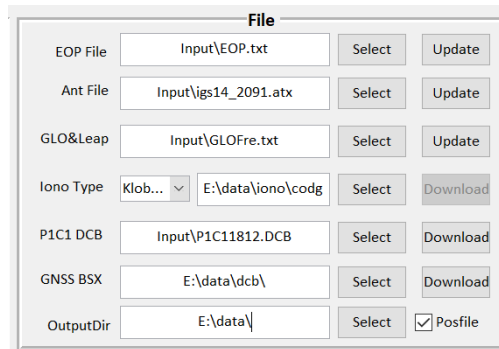 File
EOP File Input\EOP.txt Select Update
Ant File Input\igs14_2091.atx Select Update
GLO&Leap Input\GLOFre.txt Select Update
Iono Type Klob... E:\data\iono\codg Select Download
P1C1 DCB Input\P1C11812.DCB Select Download
GNSS BSX E:\data\dcb\ Select Download
OutputDir E:\data\ Select Posfile